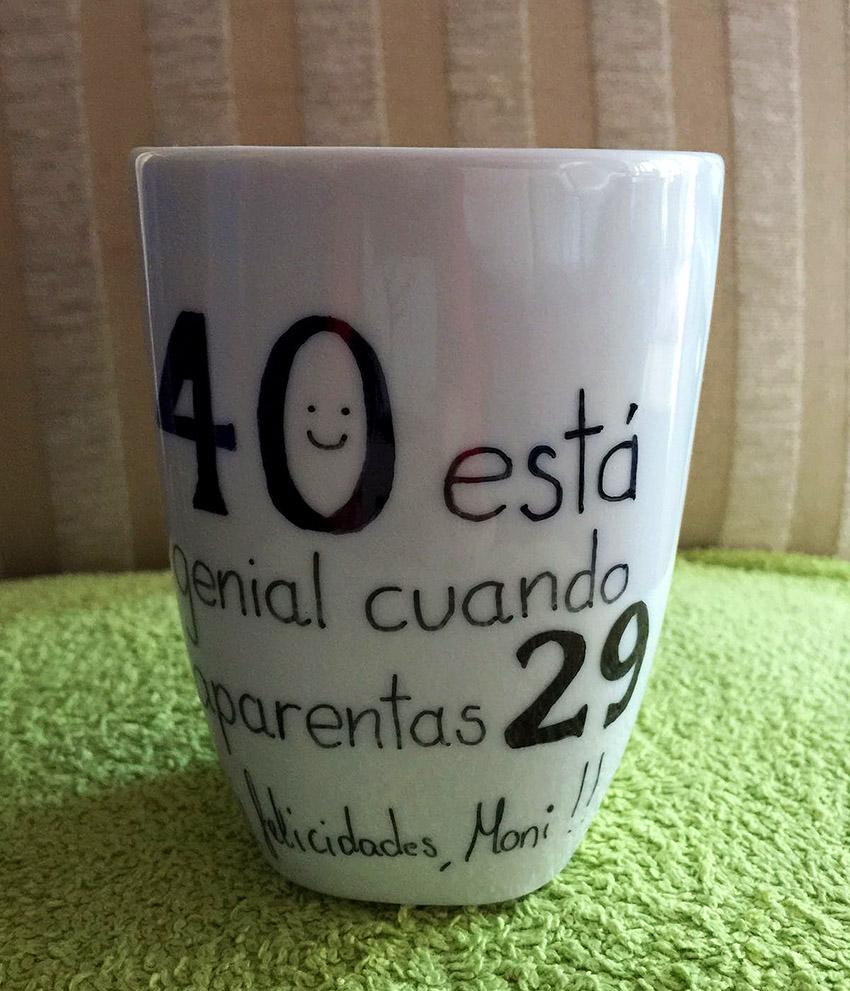 40 está
genial cuando
aparentas 29
felicidades, Moni !!